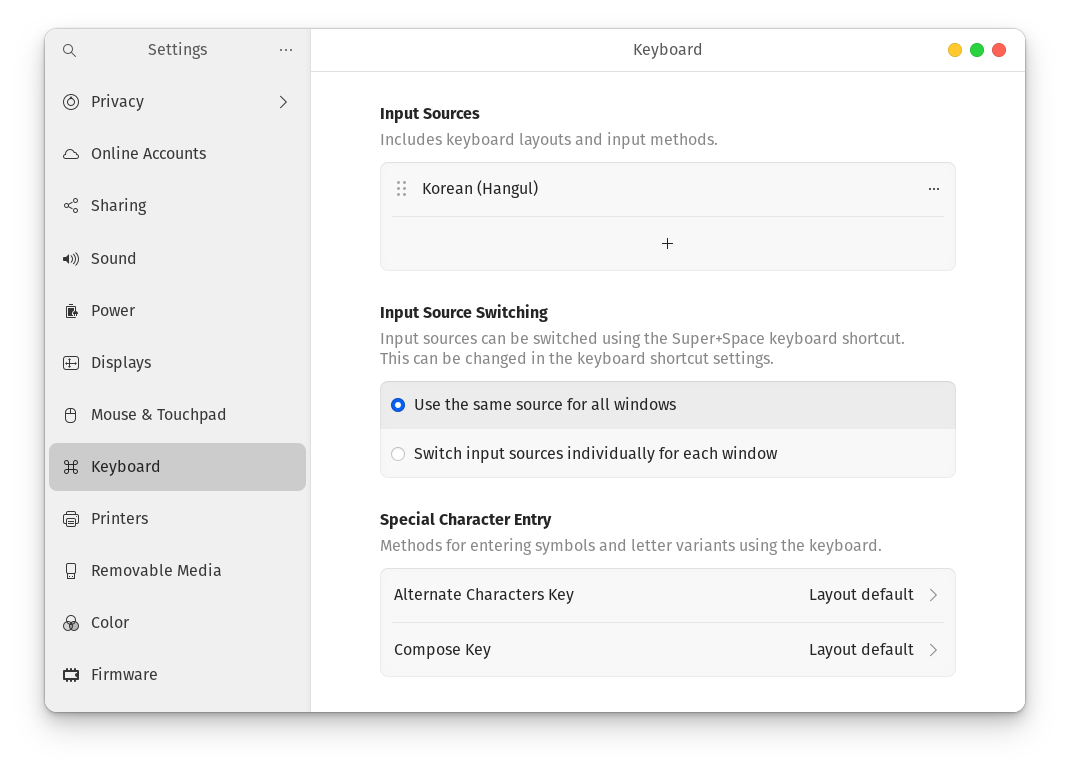 Settings
Keyboard
Privacy
Online Accounts
Sharing
Sound
Power
Displays
Mouse & Touchpad
Keyboard
Printers
Removable Media
Color
Firmware
Input Sources
Includes keyboard layouts and input methods.
Korean (Hangul)
Input Source Switching
Input sources can be switched using the Super+Space keyboard shortcut.
This can be changed in the keyboard shortcut settings.
Use the same source for all windows
Switch input sources individually for each window
Special Character Entry
Methods for entering symbols and letter variants using the keyboard.
Alternate Characters Key Layout default
Compose Key Layout default